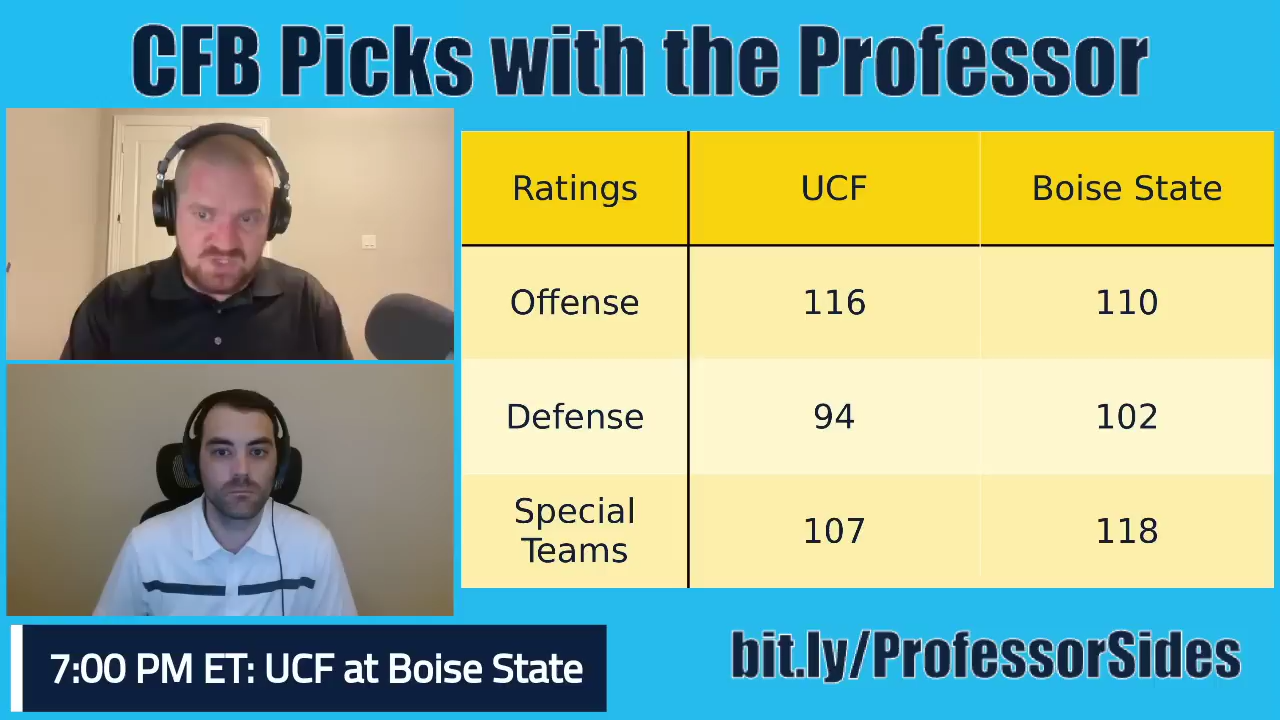 CFB Picks with the Professor
Ratings UCF Boise State
Offense 116 110
Defense 94 102
Special
Teams 107 118
7:00 PM ET: UCF at Boise State
bit.ly/ProfessorSides